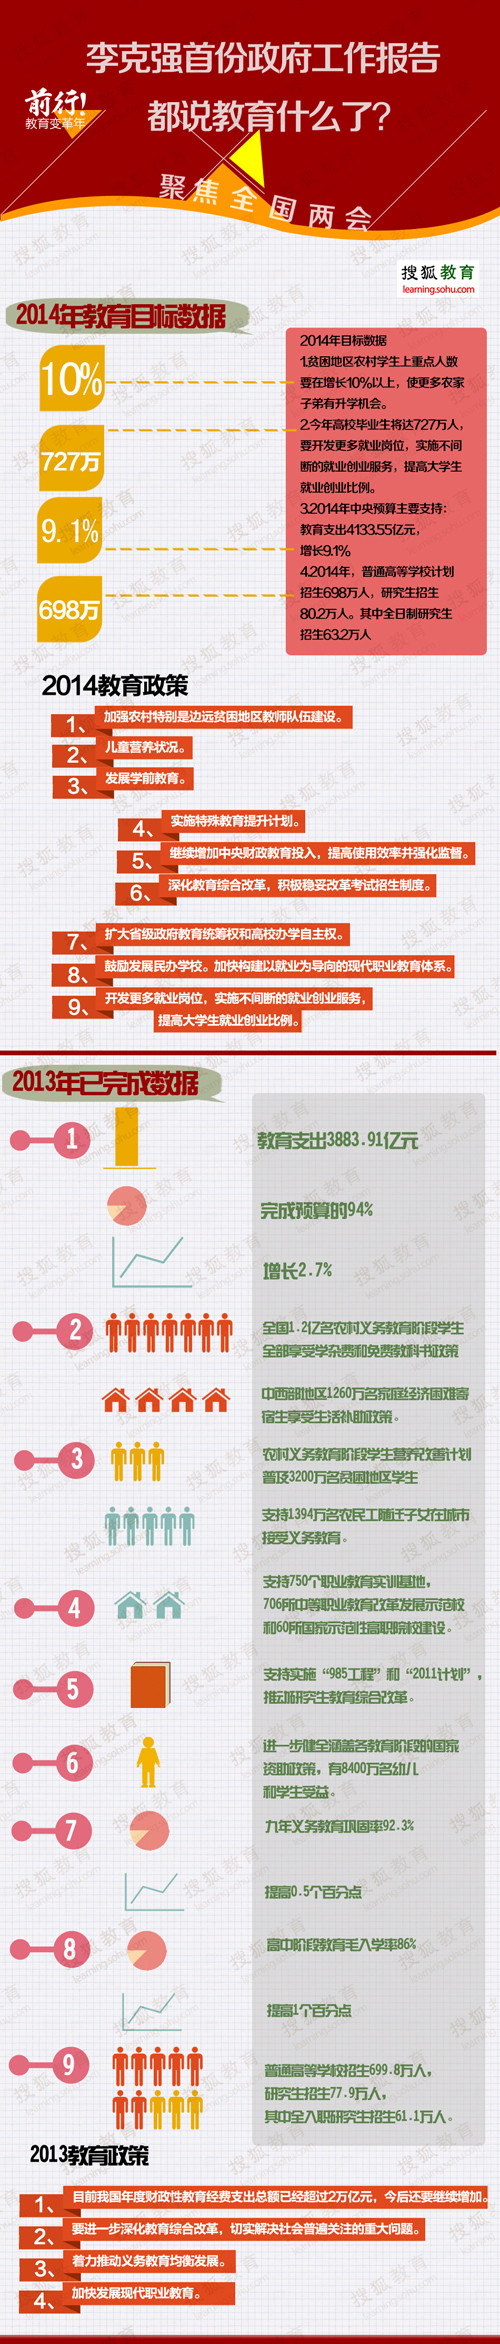 李克强首份政府工作报告
都说教育什么了?
前行!
教育变革年
聚焦全国两会
搜狐教育
learning.sohu.com
2014年教育目标数据
10%
727万
9.1%
698万
2014年目标数据
1.贫困地区农村学生上重点人数
要在增长10%以上，使更多农家
子弟有升学机会。
2.今年高校毕业生将达727万人，
要开发更多就业岗位，实施不间
断的就业创业服务，提高大学生
就业创业比例。
3.2014年中央预算主要支持：
教育支出4133.55亿元，
增长9.1%
4.2014年，普通高等学校计划
招生698万人，研究生招生
80.2万人。其中全日制研究生
招生63.2万人
2014教育政策
1、加强农村特别是边远贫困地区教师队伍建设。
2、儿童营养状况。
3、发展学前教育。
4、实施特殊教育提升计划。
5、继续增加中央财政教育投入，提高使用效率并强化监督。
6、深化教育综合改革，积极稳妥改革考试招生制度。
7、扩大省级政府教育统筹权和高校办学自主权。
8、鼓励发展民办学校。加快构建以就业为导向的现代职业教育体系。
9、开发更多就业岗位，实施不间断的就业创业服务，
提高大学生就业创业比例。
2013年已完成数据
1 教育支出3883.91亿元
完成预算的94%
增长2.7%
2 全国1.2亿名农村义务教育阶段学生
全部享受学杂费和免费教科书政策
中西部地区1260万名家庭经济困难寄
宿生享受生活补助政策。
3 农村义务教育阶段学生营养改善计划
普及3200万名贫困地区学生
支持1394万名农民工随迁子女在城市
接受义务教育。
4 支持750个职业教育实训基地，
706所中等职业教育改革发展示范校
和60所国家示范性高职院校建设。
5 支持实施“985工程”和“2011计划”，
推动研究生教育综合改革。
6 进一步健全涵盖各教育阶段的国家
资助政策，有8400万名幼儿
和学生受益。
7 九年义务教育巩固率92.3%
提高0.5个百分点
8 高中阶段教育毛入学率86%
提高1个百分点
9 普通高等学校招生699.8万人，
研究生招生77.9万人，
其中全入职研究生招生61.1万人。
2013教育政策
1、目前我国年度财政性教育经费支出总额已经超过2万亿元，今后还要继续增加。
2、要进一步深化教育综合改革，切实解决社会普遍关注的重大问题。
3、着力推动义务教育均衡发展。
4、加快发展现代职业教育。